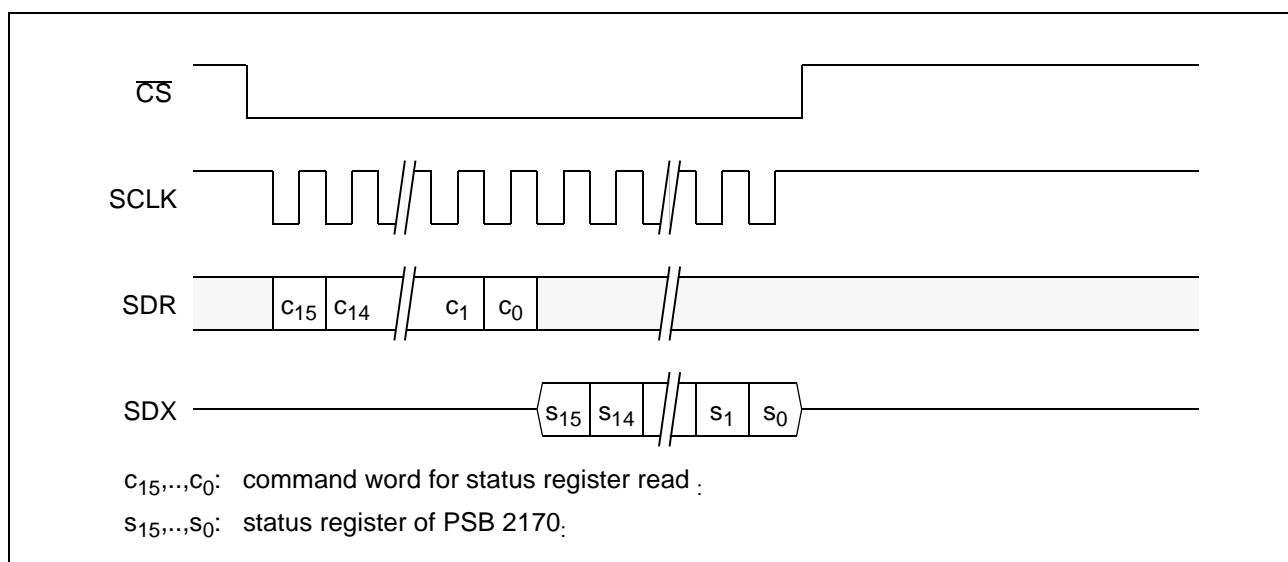 CS
SCLK
SDR c15 c14 c1 c0
SDX s15 s14 s1 s0
c15,..,c0: command word for status register read :
s15,..,s0: status register of PSB 2170: